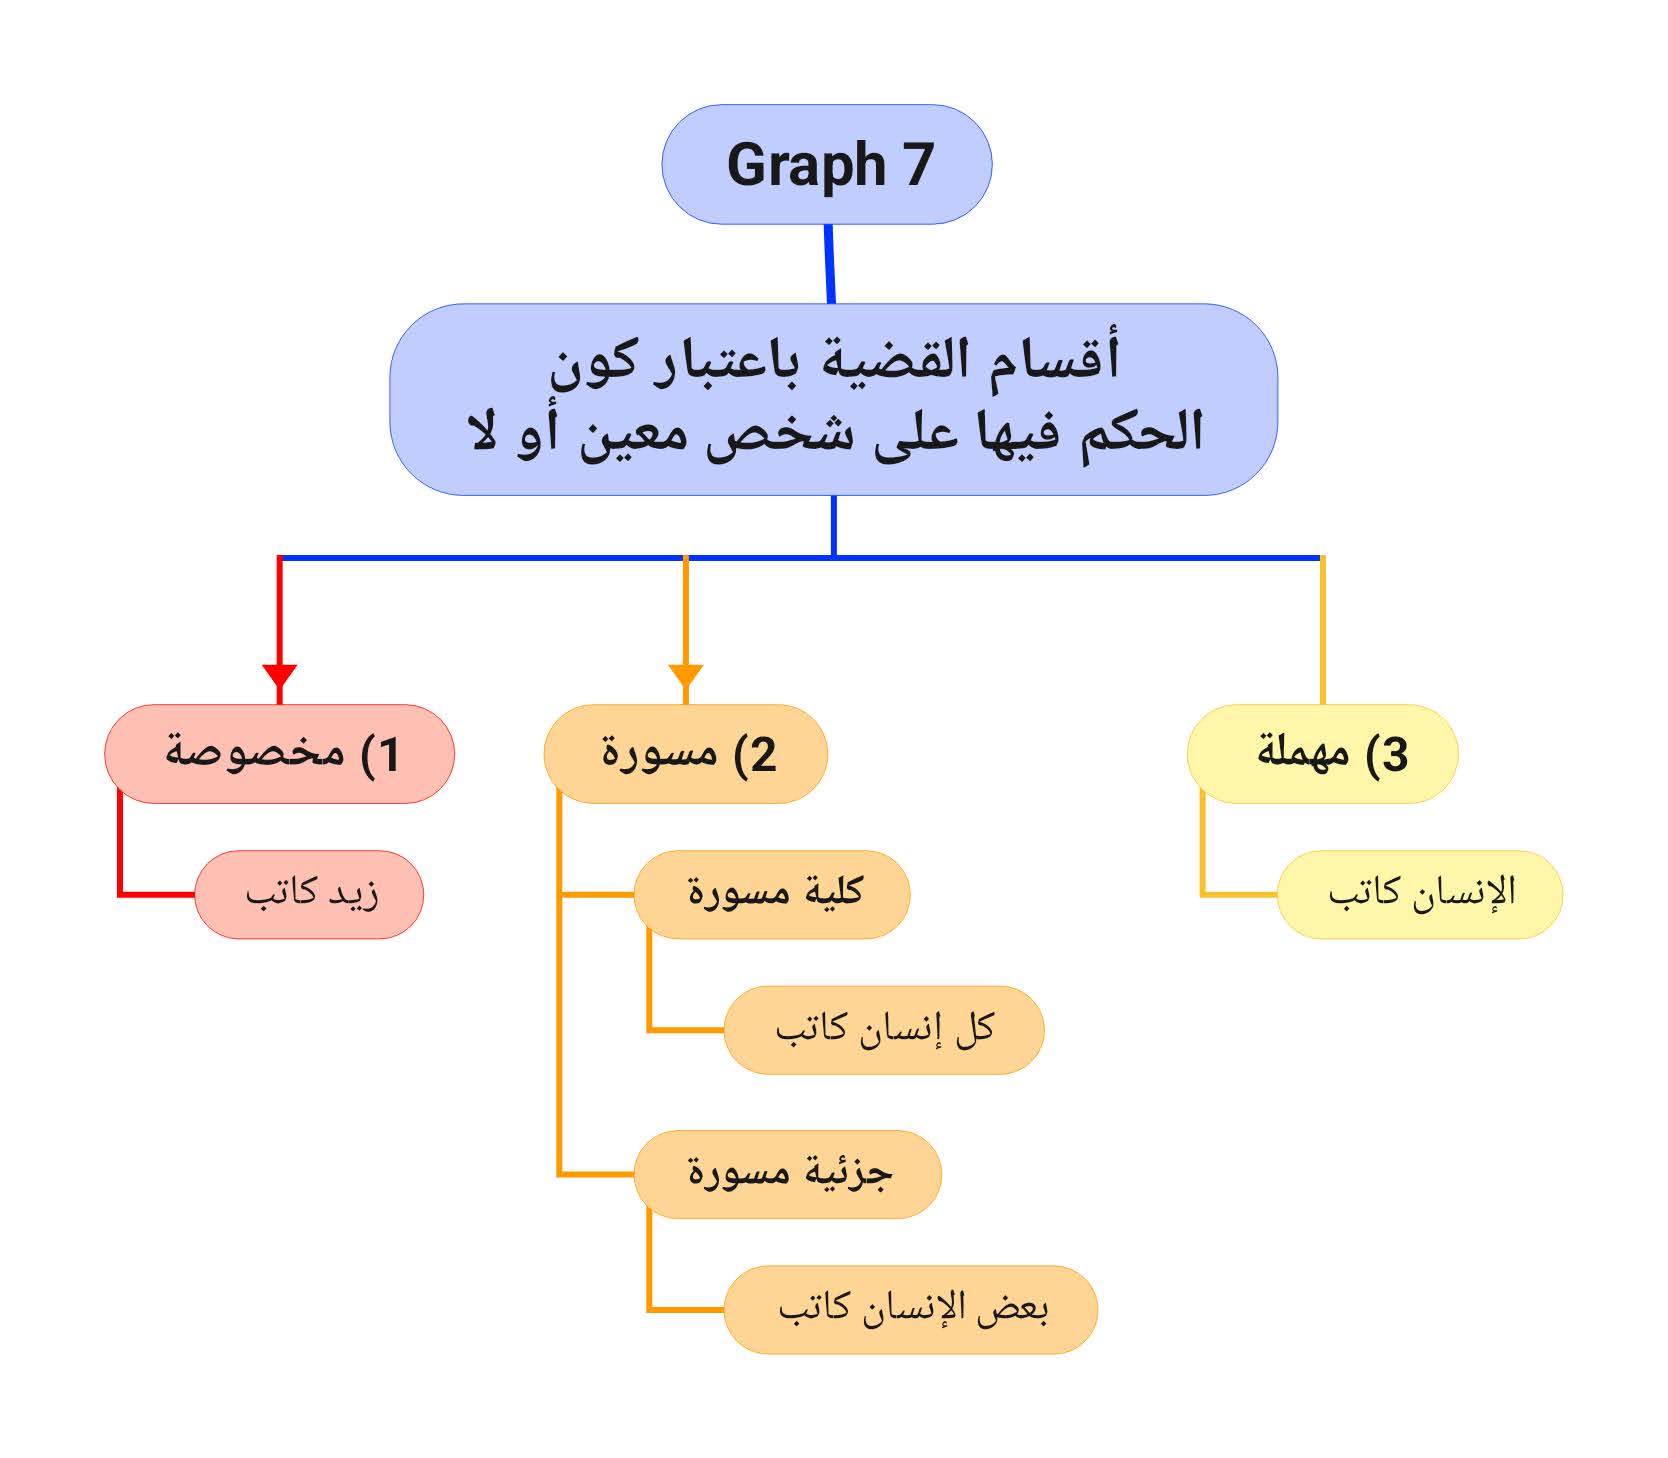 Graph 7
أقسام القضية باعتبار كون
الحكم فيها على شخص معين أو لا
1) مخصوصة
زيد كاتب
2) مسورة
كلية مسورة
كل إنسان كاتب
جزئية مسورة
بعض الإنسان كاتب
3) مهملة
الإنسان كاتب